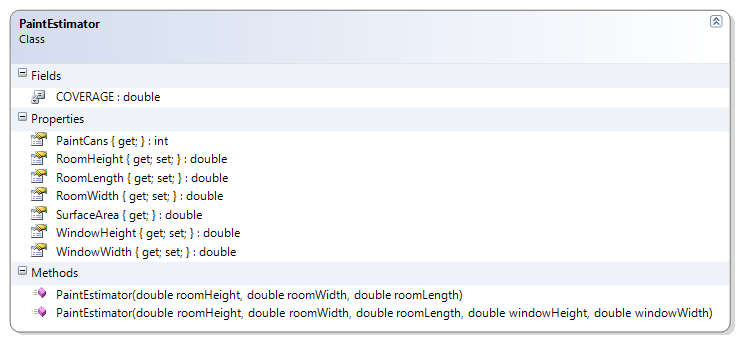 PaintEstimator
Class
Fields
COVERAGE : double
Properties
PaintCans { get; } : int
RoomHeight { get; set; } : double
RoomLength { get; set; } : double
RoomWidth { get; set; } : double
SurfaceArea { get; } : double
WindowHeight { get; set; } : double
WindowWidth { get; set; } : double
Methods
PaintEstimator(double roomHeight, double roomWidth, double roomLength)
PaintEstimator(double roomHeight, double roomWidth, double roomLength, double windowHeight, double windowWidth)